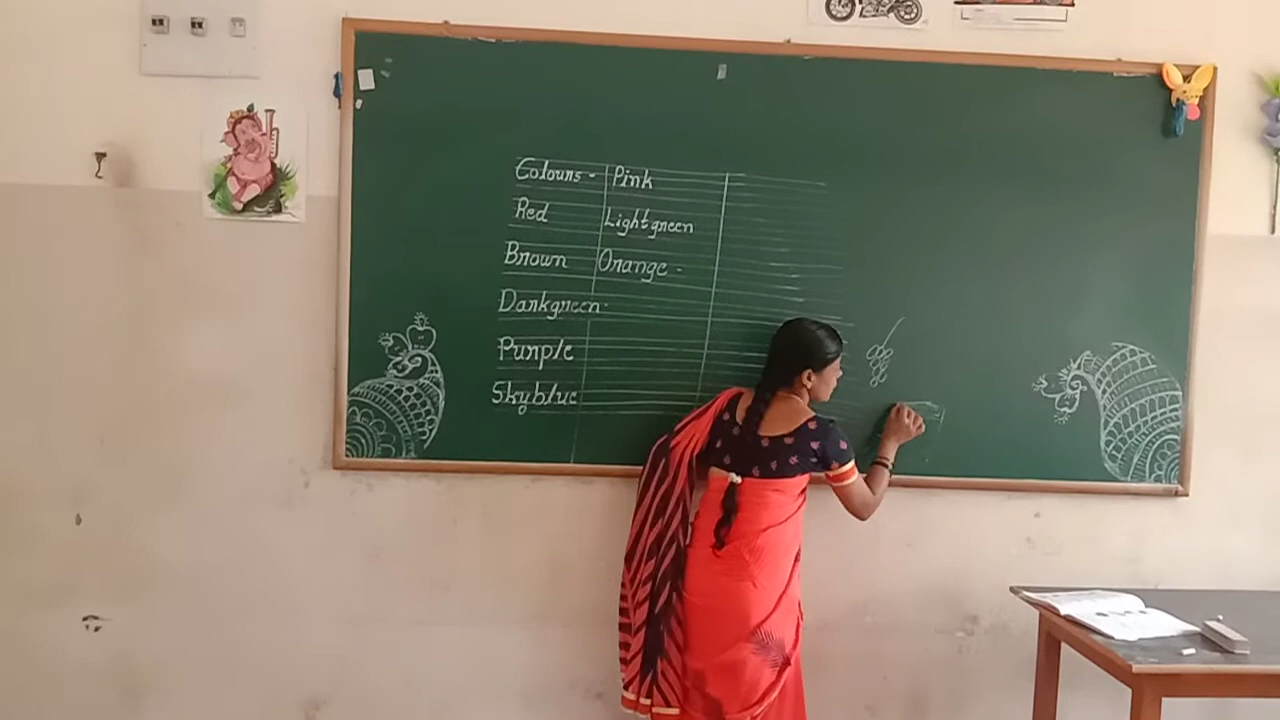 Colours - Pink
Red Lightgreen
Brown Orange -
Darkgreen
Purple
Skyblue